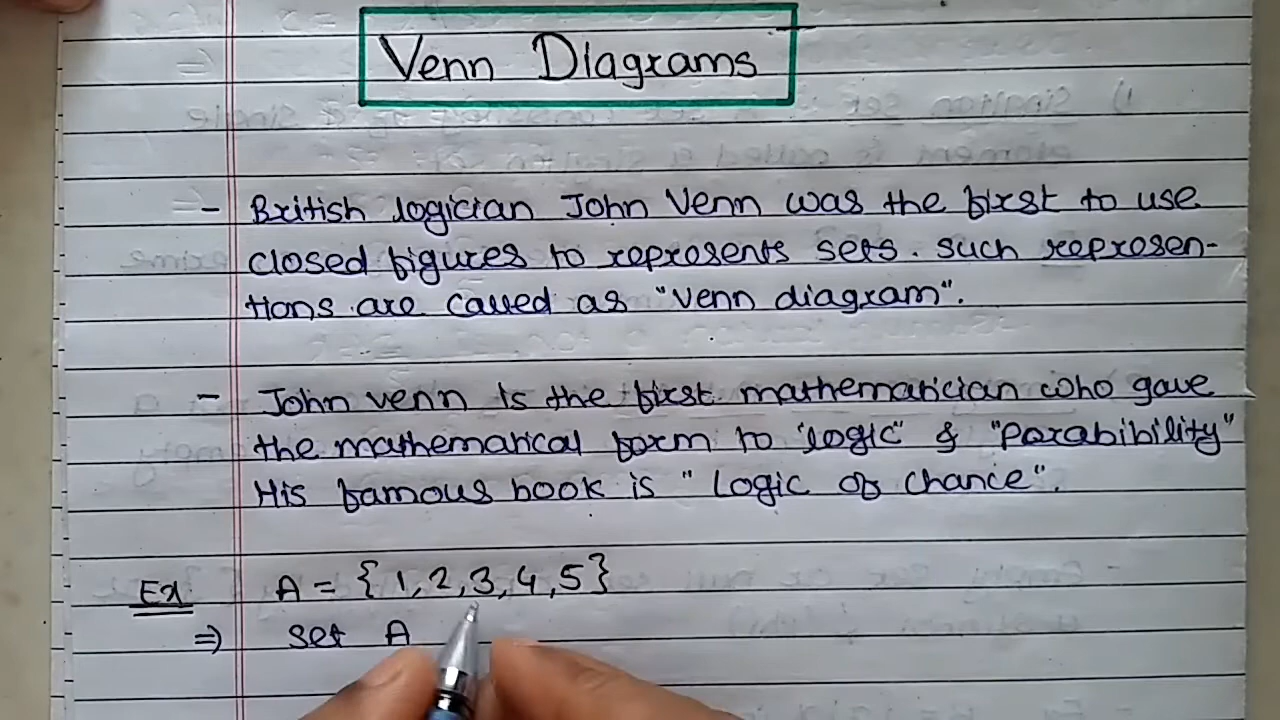 Venn Diagrams
- British logician John Venn was the first to use
closed figures to represents sets. such represen-
tions are called as "venn diagram".
- John venn is the first mathematician who gave
the mathematical form to "logic" & "Parabibility"
His famous book is "Logic of Chance".
Ex A = {1,2,3,4,5}
⇒ set A